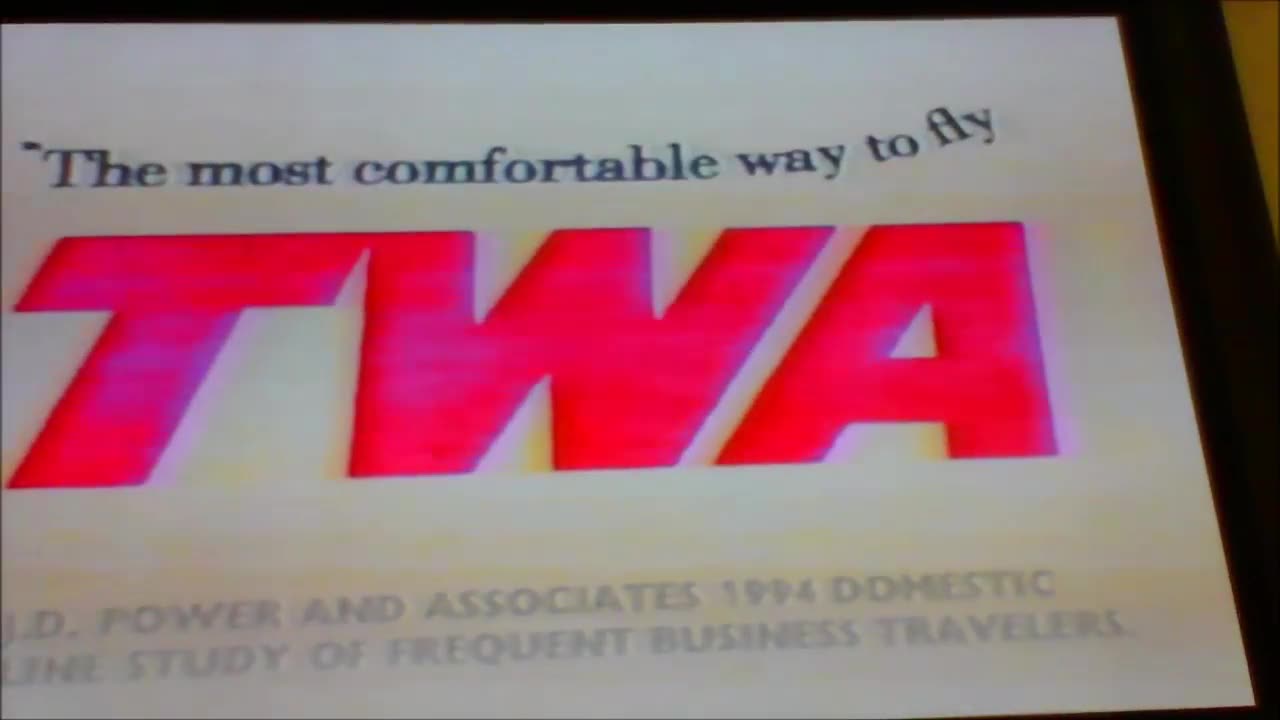 "The most comfortable way to fly
TWA
J.D. POWER AND ASSOCIATES 1994 DOMESTIC
LINE STUDY OF FREQUENT BUSINESS TRAVELERS.